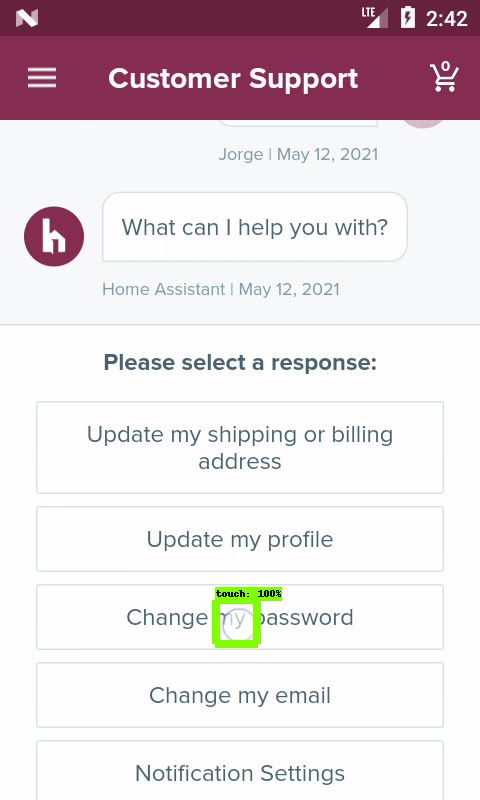 LTE 2:42
Customer Support
0
Jorge | May 12, 2021
h
What can I help you with?
Home Assistant | May 12, 2021
Please select a response:
Update my shipping or billing
address
Update my profile
touch: 100%
Change my password
Change my email
Notification Settings